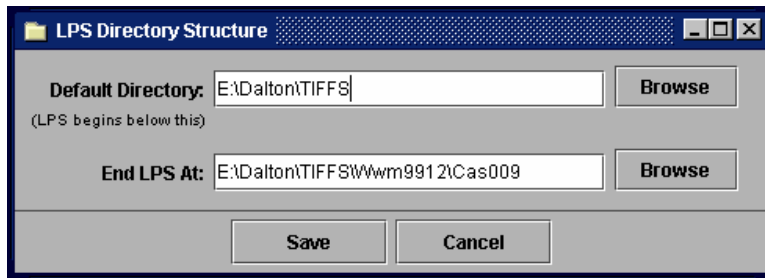 LPS Directory Structure
Default Directory: E:\Dalton\TIFFS Browse
(LPS begins below this)
End LPS At: E:\Dalton\TIFFS\Wwm9912\Cas009 Browse
Save Cancel